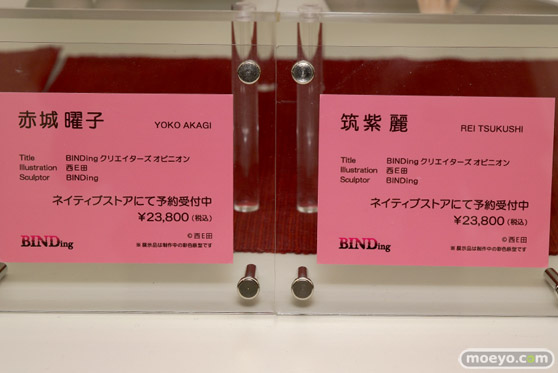 赤城 曜子 YOKO AKAGI
Title BINDing クリエイターズ オピニオン
Illustration 西E田
Sculptor BINDing
ネイティブストアにて予約受付中
¥23,800(税込)
©西E田
BINDing ※ 展示品は制作中の彩色原型です
筑紫 麗 REI TSUKUSHI
Title BINDing クリエイターズ オピニオン
Illustration 西E田
Sculptor BINDing
ネイティブストアにて予約受付中
¥23,800(税込)
©西E田
BINDing ※ 展示品は制作中の彩色原型です
moeyo.com